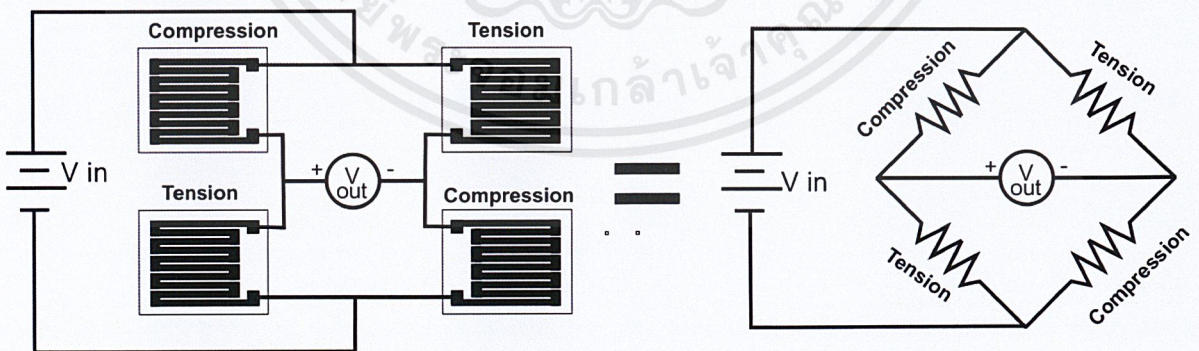 Compression
Tension
V in
+
V
out
-
Tension
Compression
Compression
Tension
V in
+
V
out
-
Tension
Compression